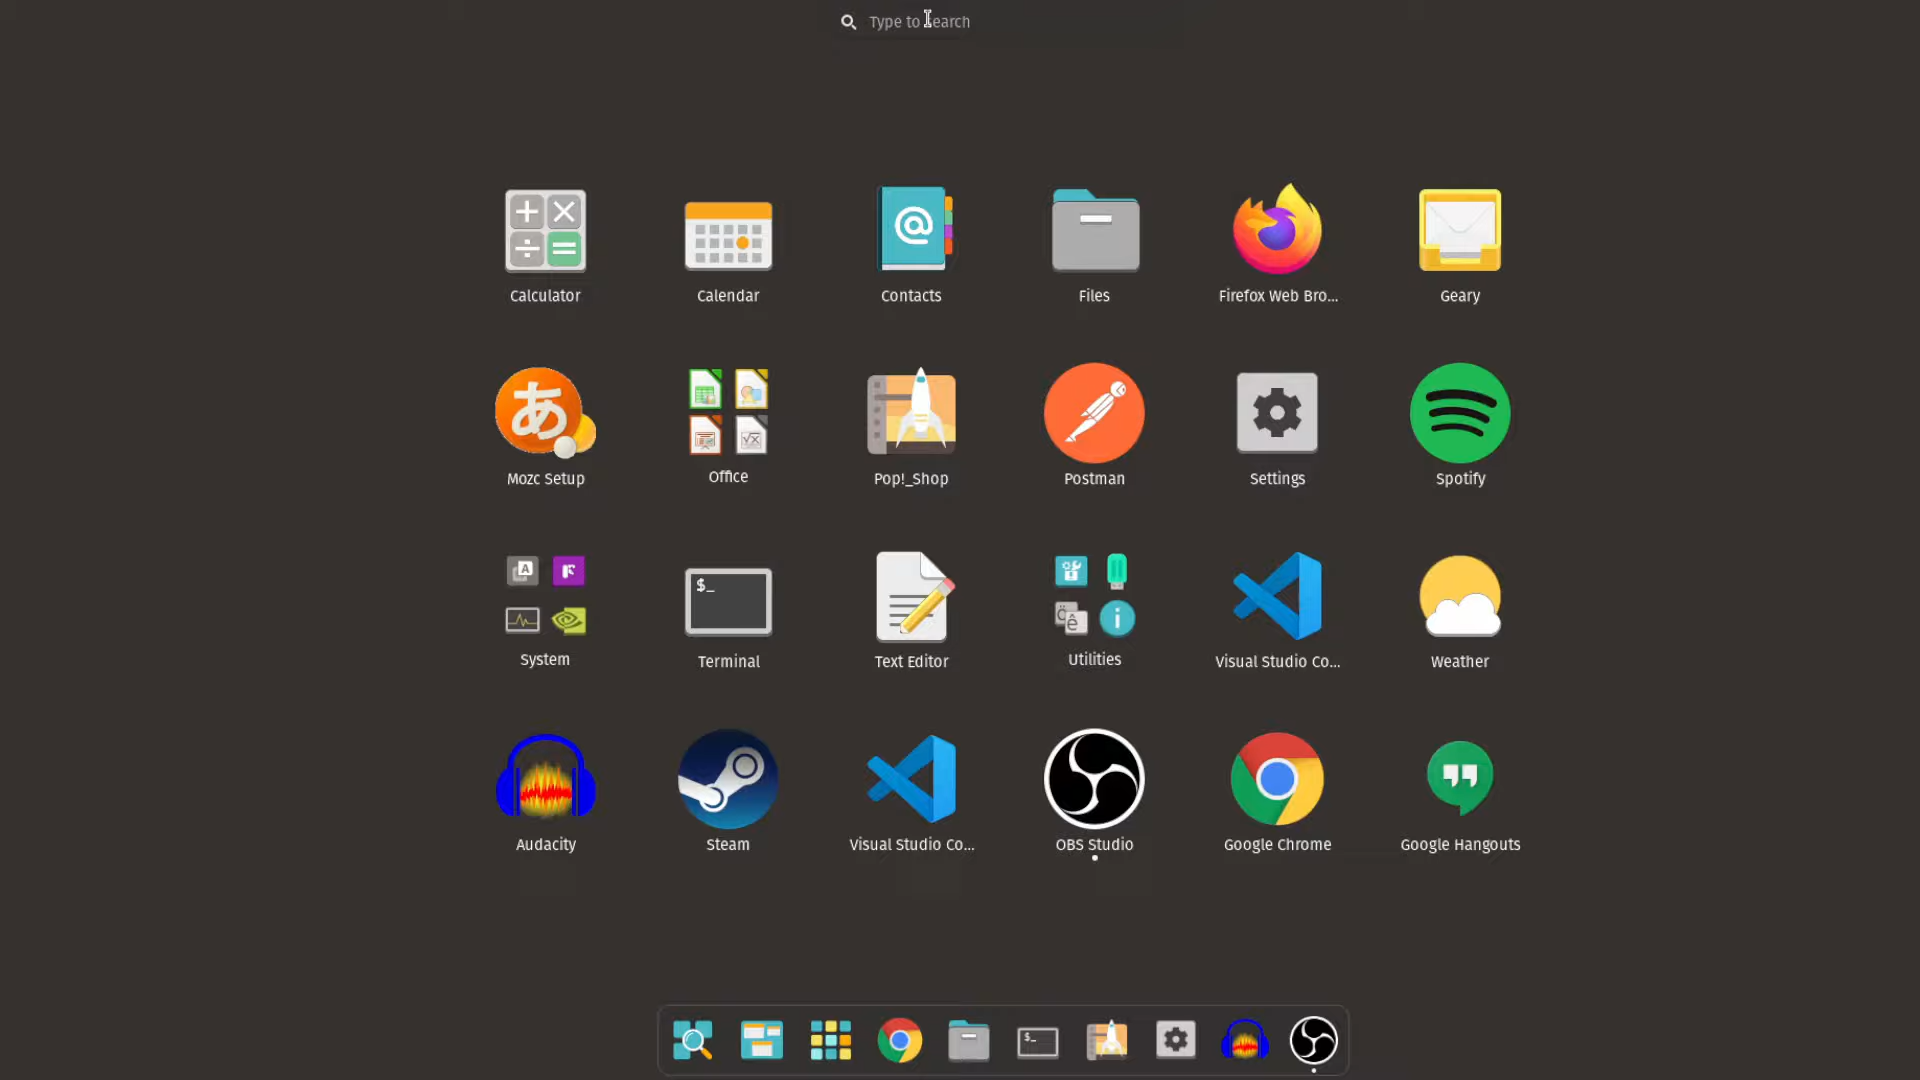 Type to search
Calculator
Calendar
Contacts
Files
Firefox Web Bro...
Geary
Mozc Setup
Office
Pop!_Shop
Postman
Settings
Spotify
System
Terminal
Text Editor
Utilities
Visual Studio Co...
Weather
Audacity
Steam
Visual Studio Co...
OBS Studio
Google Chrome
Google Hangouts